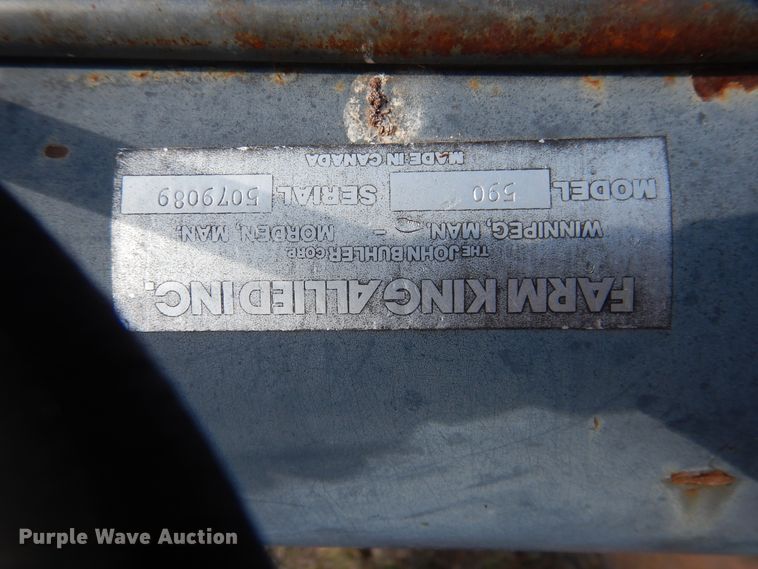 FARM KING ALLIED INC.
THE JOHN BUHLER CORP
WINNIPEG, MAN. - MORDEN, MAN.
MODEL 590 SERIAL 5079089
MADE IN CANADA
Purple Wave Auction®